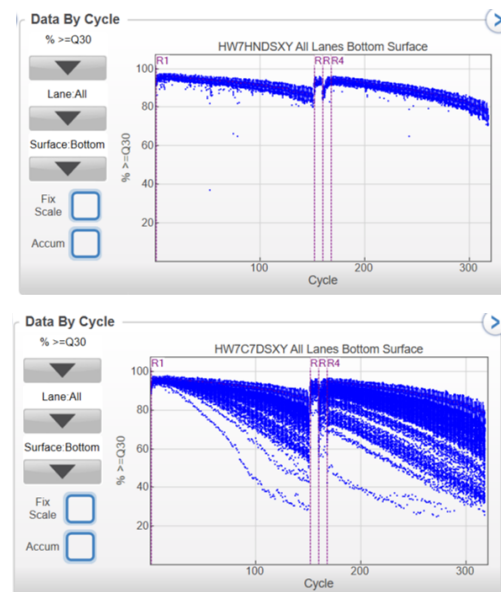 Data By Cycle
% >=Q30
Lane:All
Surface:Bottom
Fix
Scale
Accum
HW7HNDSXY All Lanes Bottom Surface
R1
R R R4
100
80
60
40
20
% >=Q30
100
200
300
Cycle
Data By Cycle
% >=Q30
Lane:All
Surface:Bottom
Fix
Scale
Accum
HW7C7DSXY All Lanes Bottom Surface
R1
R R R4
100
80
60
40
20
% >=Q30
100
200
300
Cycle